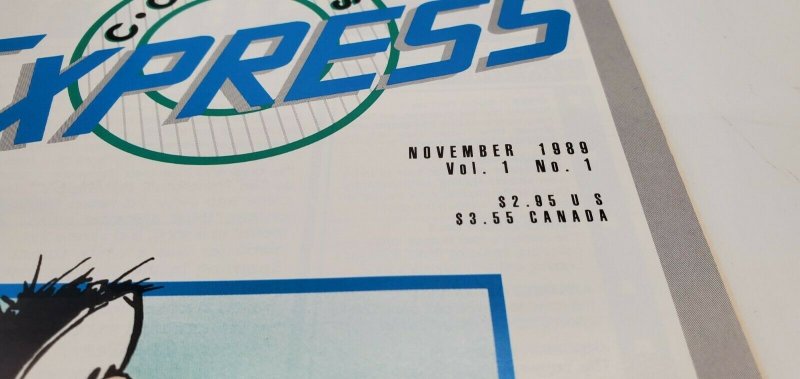 C.C
EXPRESS
NOVEMBER 1989
Vol. 1 No. 1
$2.95 U S
$3.55 CANADA